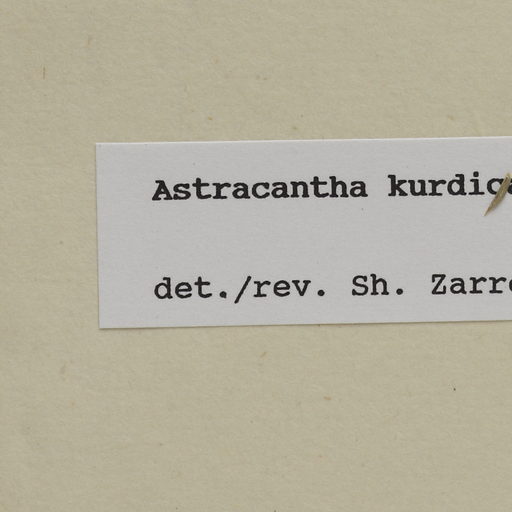 Astracantha kurdica
det./rev. Sh. Zarre